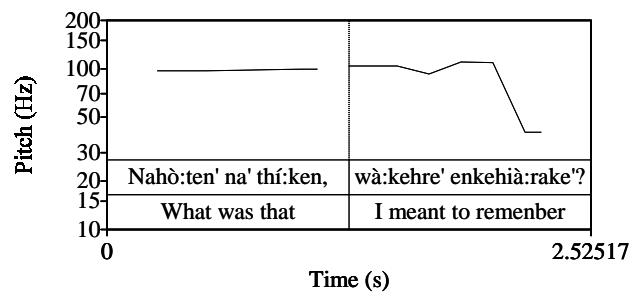 200
150
100
70
50
30
20
15
10
Pitch (Hz)
Nahò:ten' na' thí:ken, wà:kehre' enkehià:rake'?
What was that I meant to remenber
0 2.52517
Time (s)